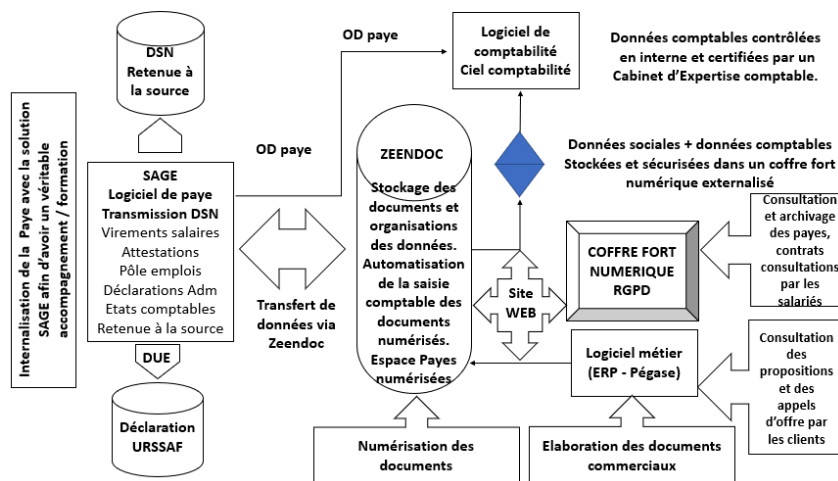 DSN
Retenue à
la source
OD paye
Logiciel de
comptabilité
Ciel comptabilité
Données comptables contrôlées
en interne et certifiées par un
Cabinet d'Expertise comptable.
Internalisation de la Paye avec la solution
SAGE afin d'avoir un véritable
accompagnement / formation
OD paye
SAGE
Logiciel de paye
Transmission DSN
Virements salaires
Attestations
Pôle emplois
Déclarations Adm
Etats comptables
Retenue à la source
DUE
Déclaration
URSSAF
Transfert de
données via
Zeendoc
ZEENDOC
Stockage des
documents et
organisations des
données.
Automatisation de
la saisie
comptable des
documents
numérisés.
Espace Payes
numérisées
Numérisation des
documents
Données sociales + données comptables
Stockées et sécurisées dans un coffre fort
numérique externalisé
Site
WEB
COFFRE FORT
NUMERIQUE
RGPD
Consultation
et archivage
des payes,
contrats
consultations
par les
salariés
Logiciel métier
(ERP - Pégase)
Consultation
des
propositions
et des
appels
d'offre par
les clients
Elaboration des documents
commerciaux